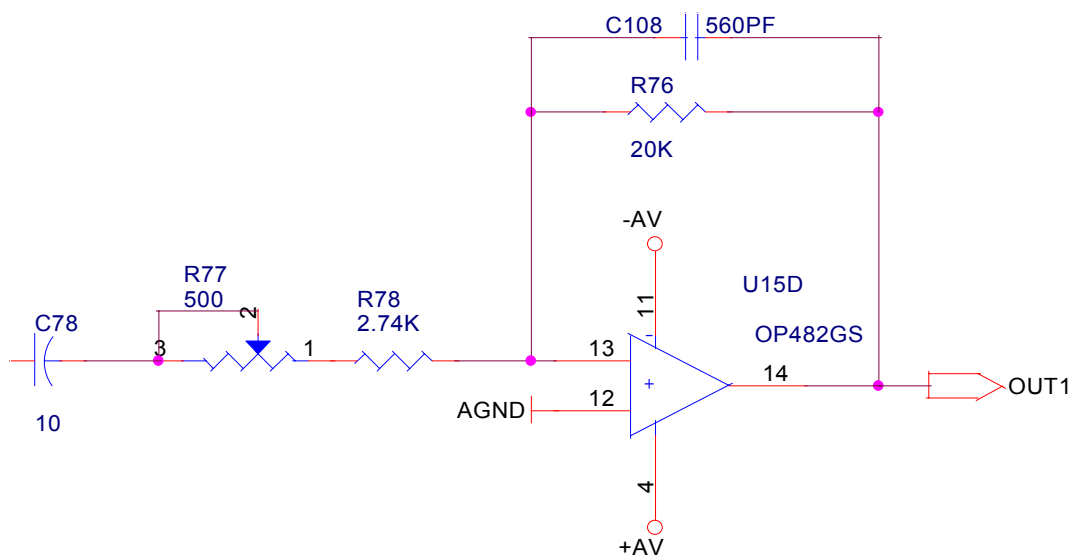 C108 560PF
R76
20K
-AV
R77
500
R78
2.74K
C78
10
3
2
1
11
U15D
OP482GS
-
13
+
12
14
AGND
OUT1
4
+AV